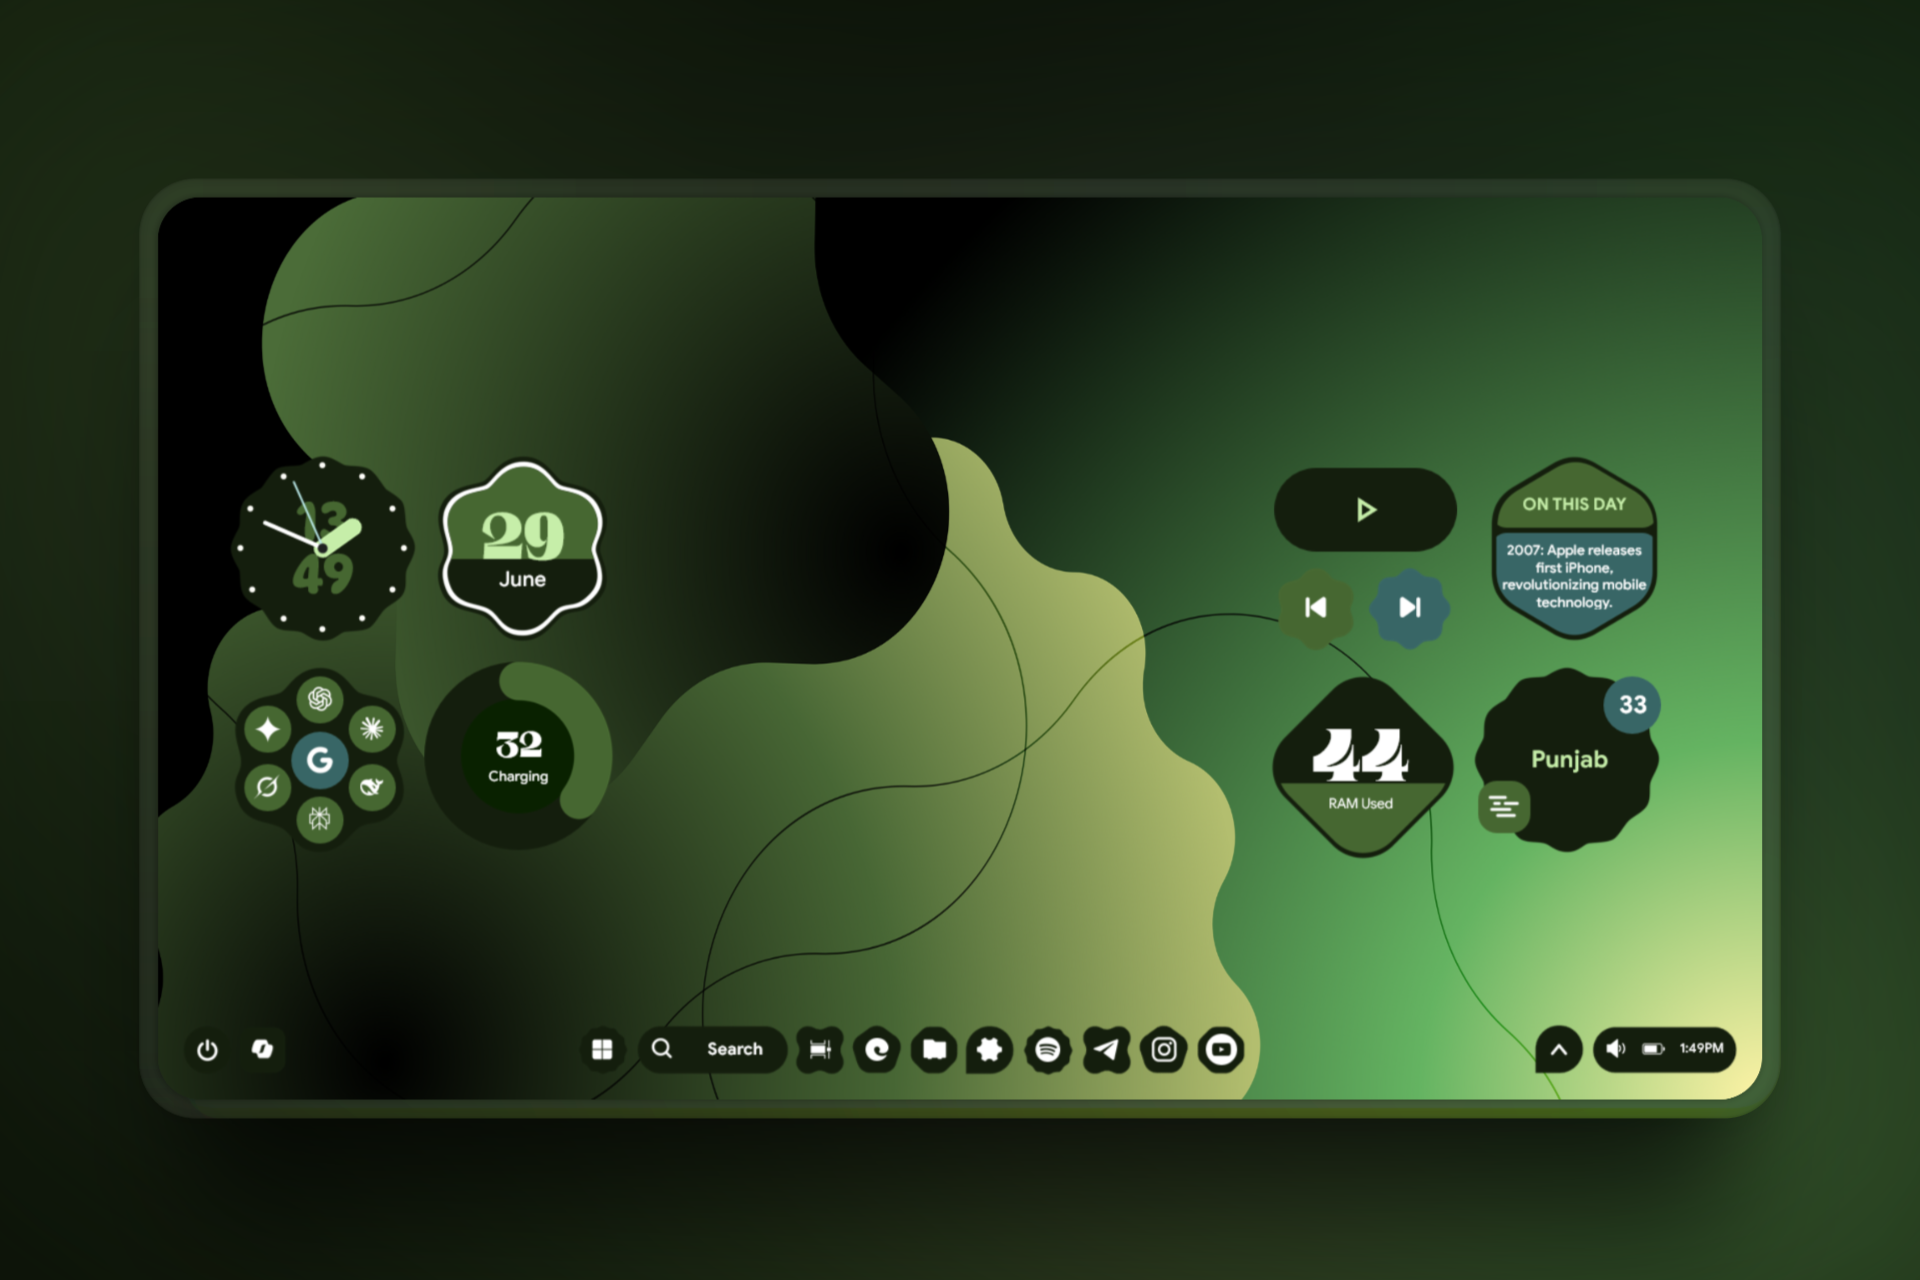 13
49
29
June
32
Charging
ON THIS DAY
2007: Apple releases
first iPhone,
revolutionizing mobile
technology.
44
RAM Used
33
Punjab
Search
1:49PM